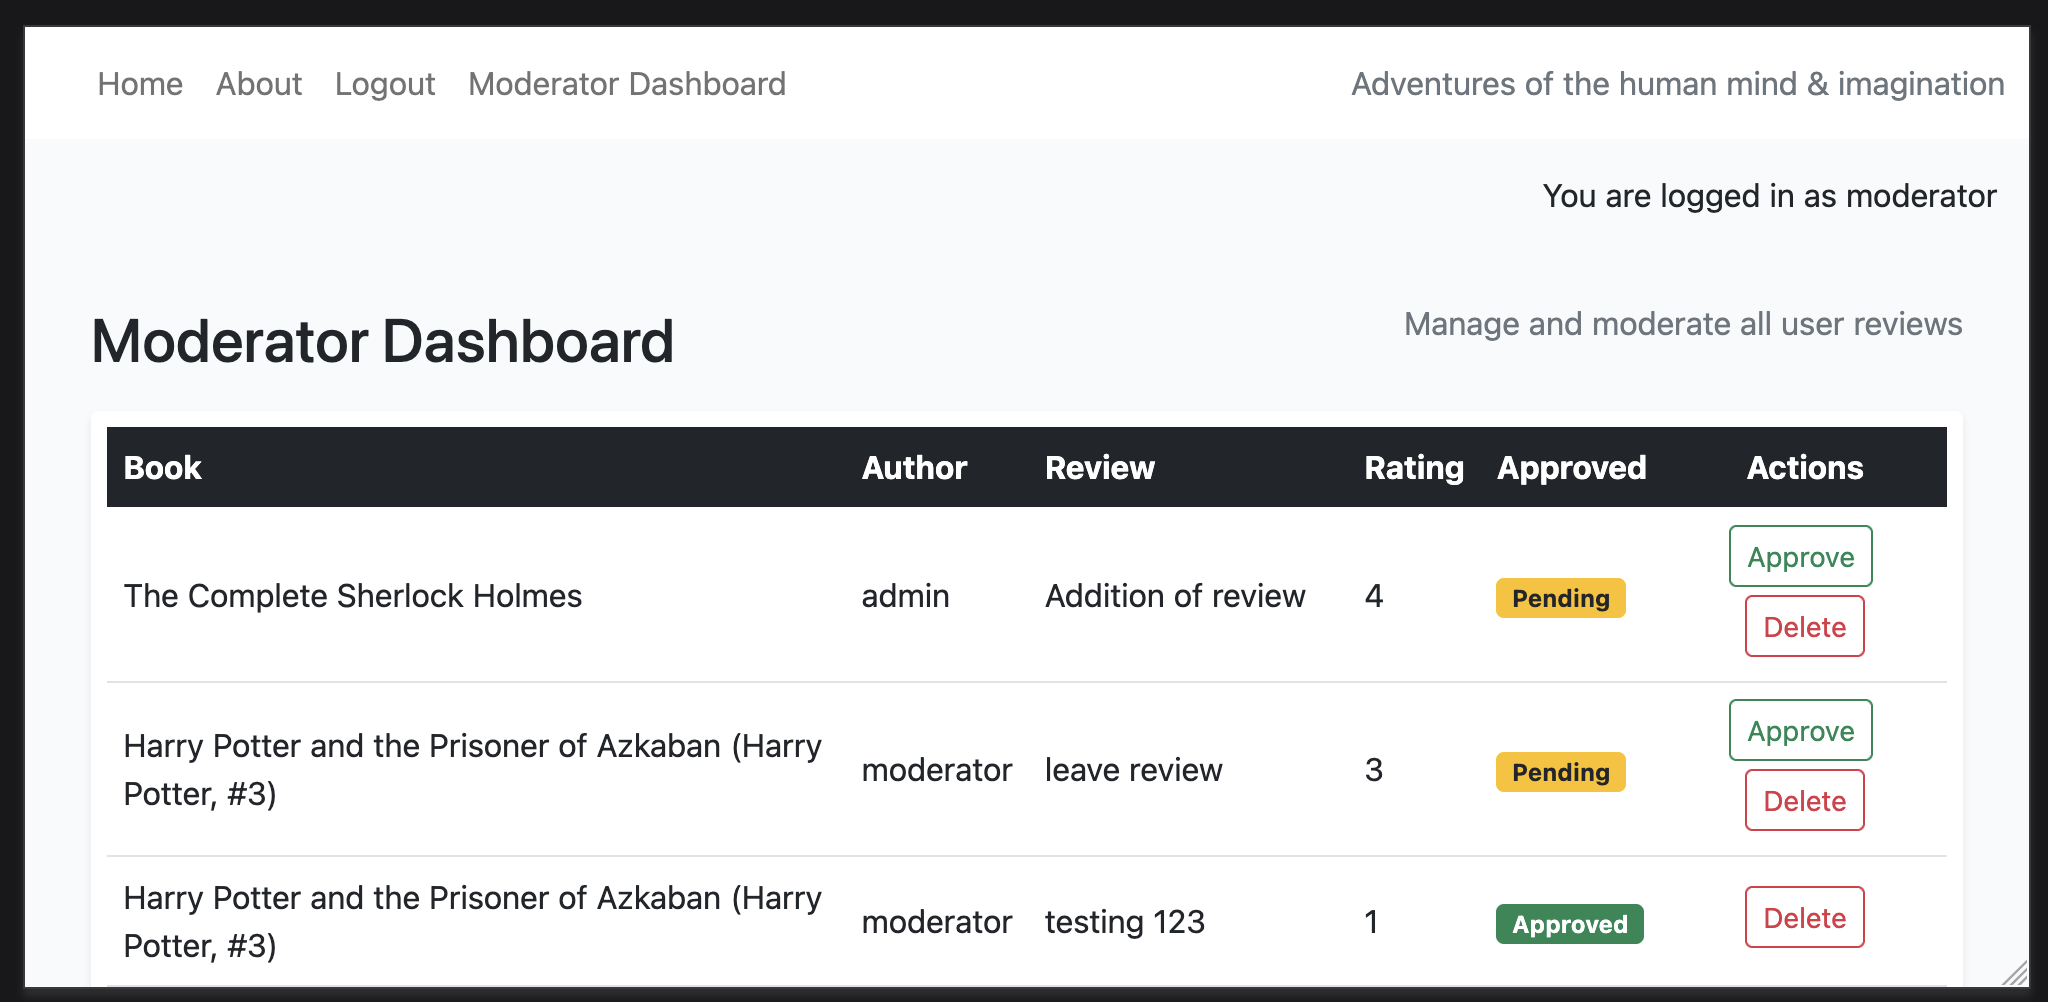 Home About Logout Moderator Dashboard Adventures of the human mind & imagination
You are logged in as moderator
Moderator Dashboard
Manage and moderate all user reviews
Book Author Review Rating Approved Actions
The Complete Sherlock Holmes admin Addition of review 4 Pending Approve
Delete
Harry Potter and the Prisoner of Azkaban (Harry
Potter, #3) moderator leave review 3 Pending Approve
Delete
Harry Potter and the Prisoner of Azkaban (Harry
Potter, #3) moderator testing 123 1 Approved Delete